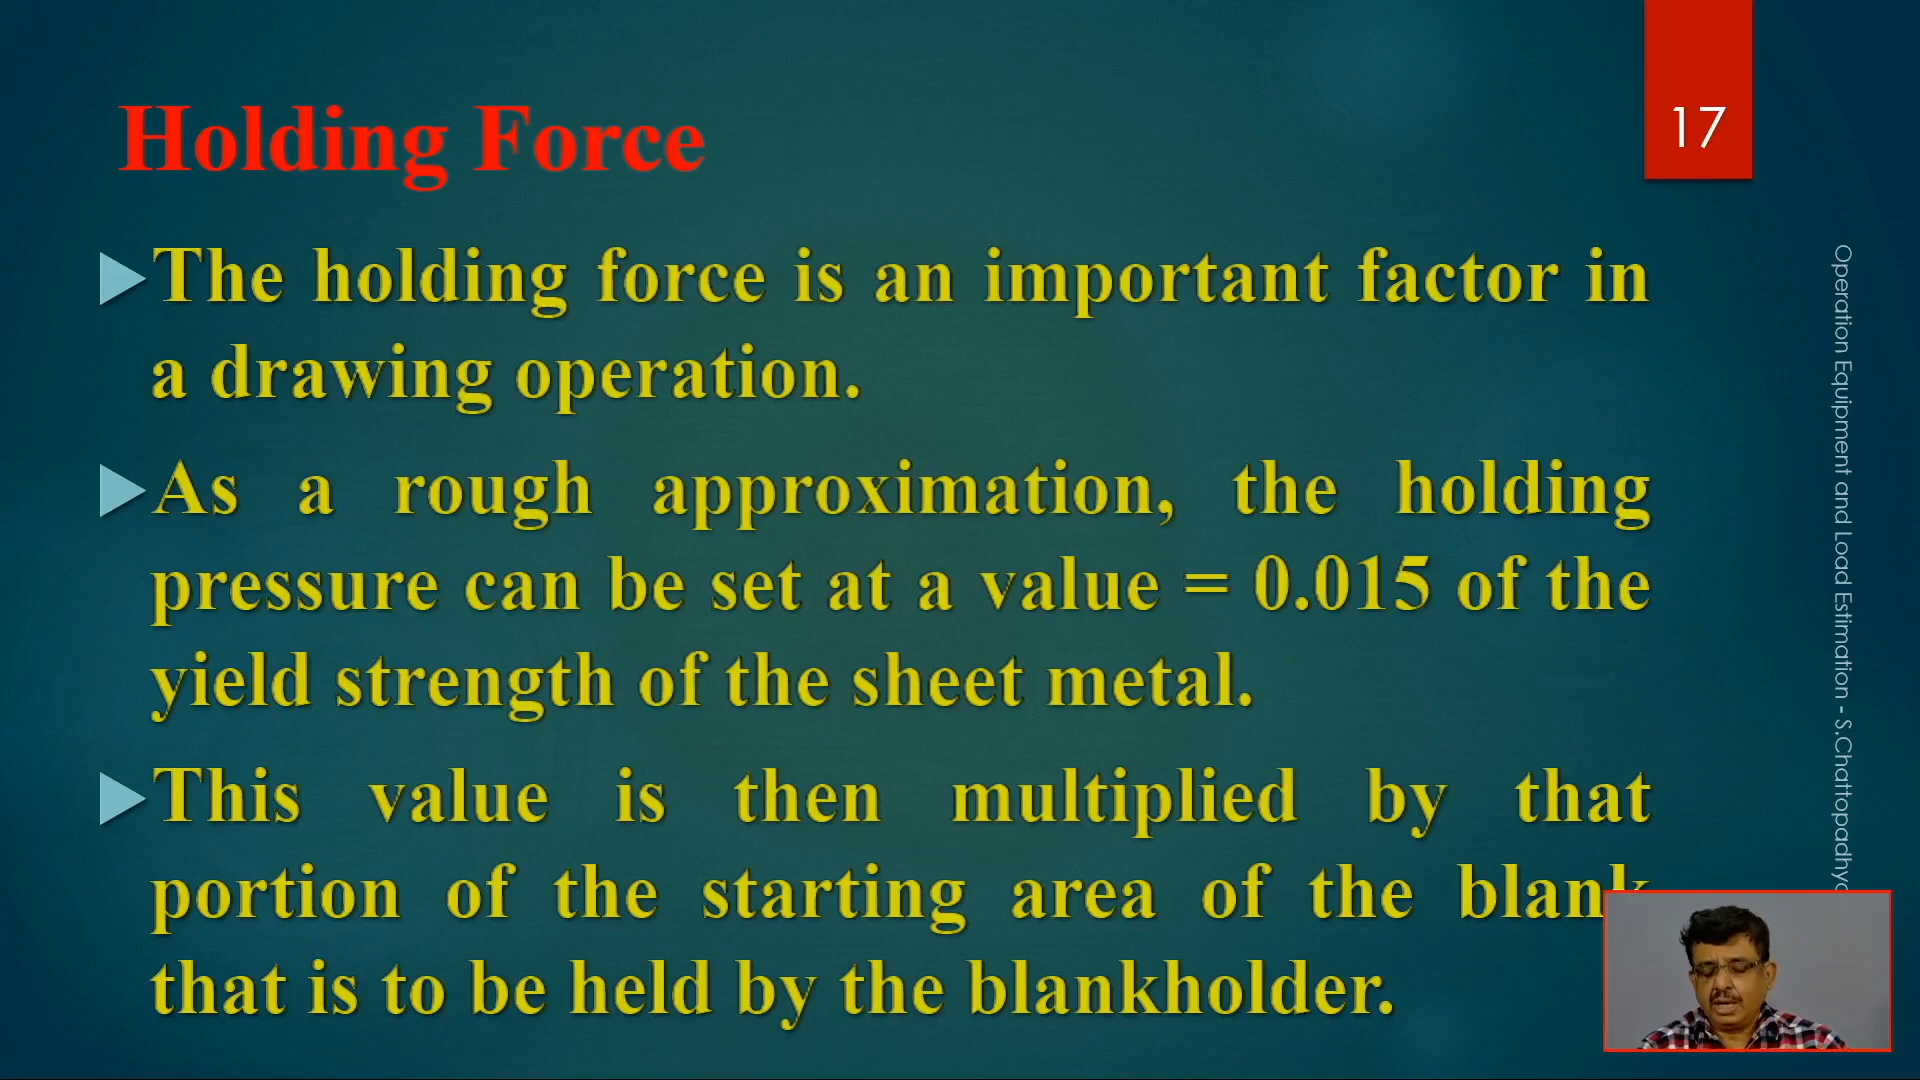 Holding Force
17
The holding force is an important factor in
a drawing operation.
As a rough approximation, the holding
pressure can be set at a value = 0.015 of the
yield strength of the sheet metal.
This value is then multiplied by that
portion of the starting area of the blank
that is to be held by the blankholder.
Operation Equipment and Load Estimation - S.Chattopadhya